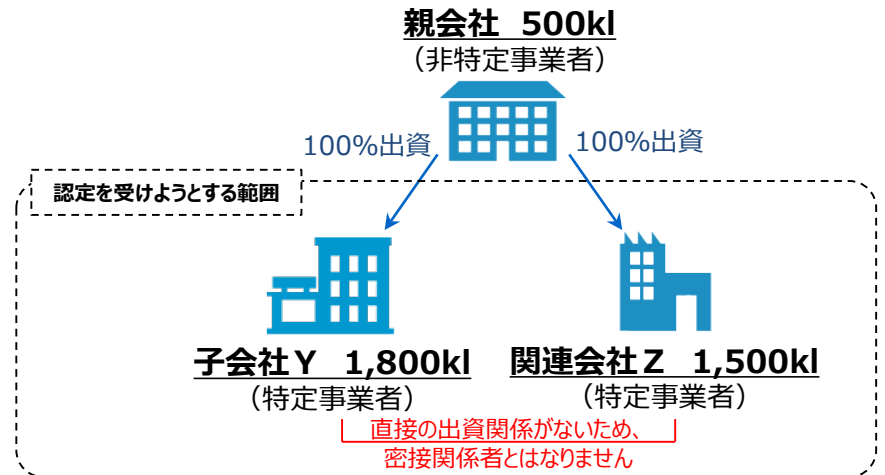 親会社 500kl
（非特定事業者）
100%出資
100%出資
認定を受けようとする範囲
子会社Ｙ 1,800kl
（特定事業者）
関連会社Ｚ 1,500kl
（特定事業者）
直接の出資関係がないため、
密接関係者とはなりません